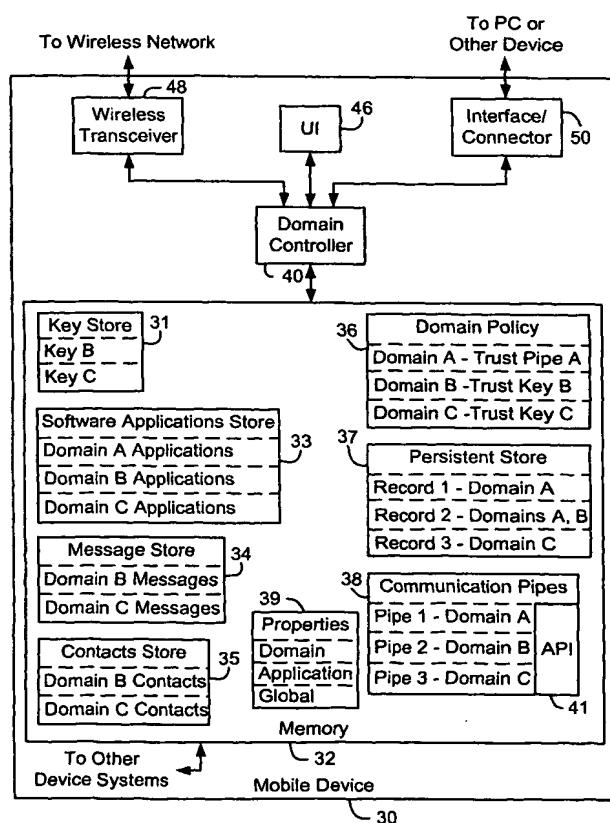 To Wireless Network
To PC or
Other Device
48
Wireless
Transceiver
46
UI
Interface/
Connector
50
Domain
Controller
40
Key Store
Key B
Key C
31
36
Domain Policy
Domain A - Trust Pipe A
Domain B -Trust Key B
Domain C -Trust Key C
Software Applications Store
Domain A Applications
Domain B Applications
Domain C Applications
33
37
Persistent Store
Record 1 - Domain A
Record 2 - Domains A, B
Record 3 - Domain C
Message Store
Domain B Messages
Domain C Messages
34
38
Communication Pipes
Pipe 1 - Domain A
Pipe 2 - Domain B
Pipe 3 - Domain C
API
41
39
Properties
Domain
Application
Global
Contacts Store
Domain B Contacts
Domain C Contacts
35
Memory
32
To Other
Device Systems
Mobile Device
30